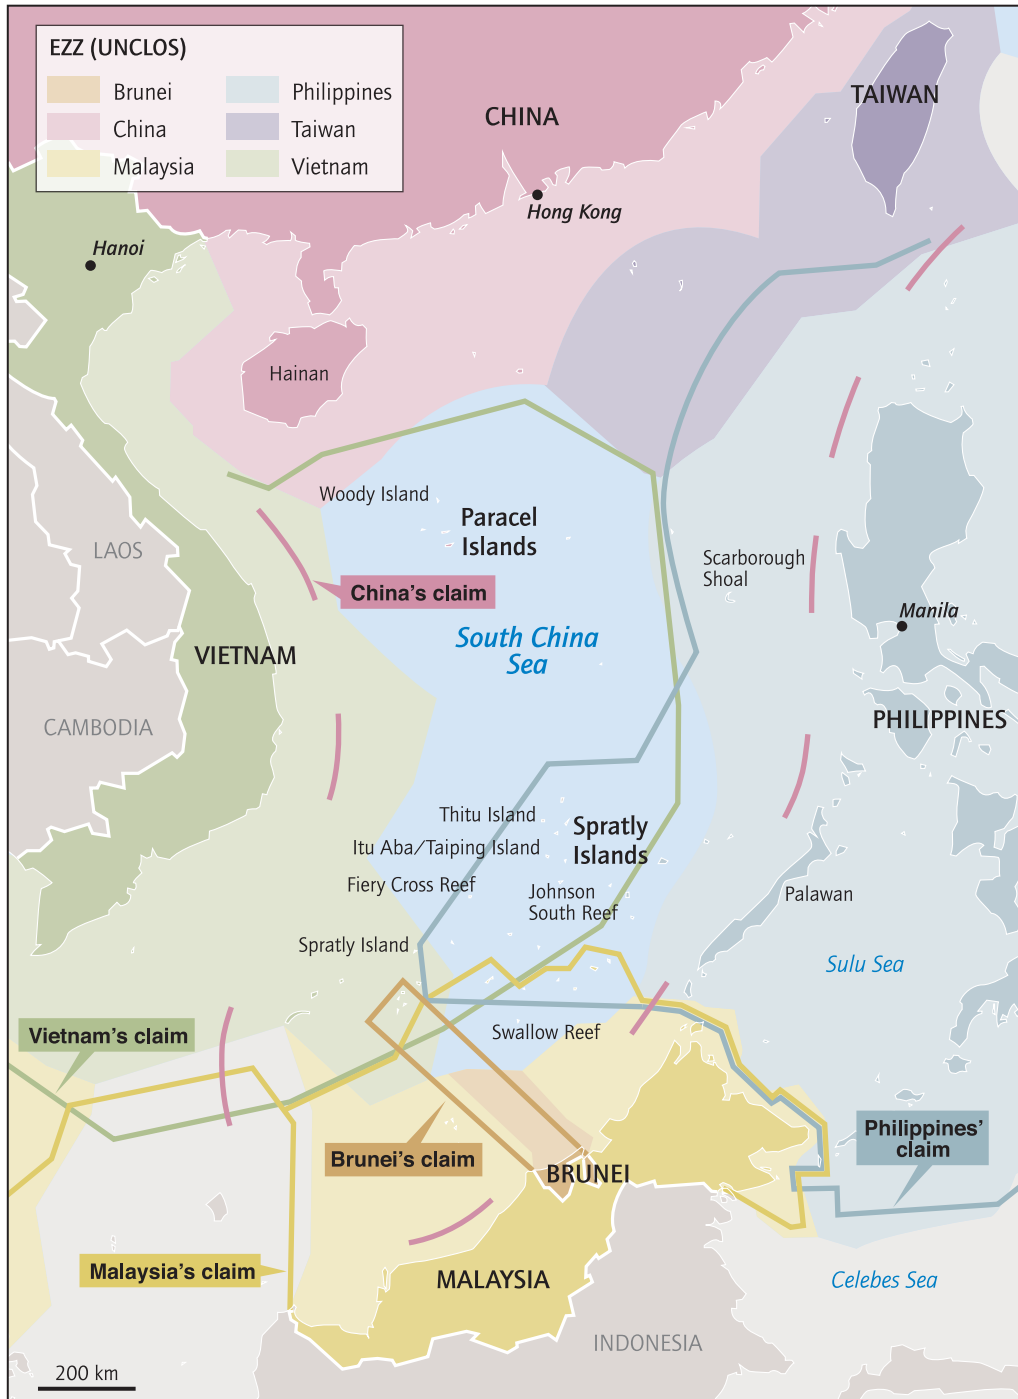 EZZ (UNCLOS)
Brunei
Philippines
China
Taiwan
Malaysia
Vietnam
CHINA
TAIWAN
Hong Kong
Hanoi
Hainan
Woody Island
Paracel
Islands
LAOS
Scarborough
Shoal
China's claim
Manila
South China
Sea
VIETNAM
CAMBODIA
PHILIPPINES
Thitu Island
Spratly
Islands
Itu Aba/Taiping Island
Fiery Cross Reef
Johnson
South Reef
Palawan
Spratly Island
Sulu Sea
Vietnam's claim
Swallow Reef
Philippines'
claim
Brunei's claim
BRUNEI
Malaysia's claim
MALAYSIA
Celebes Sea
INDONESIA
200 km